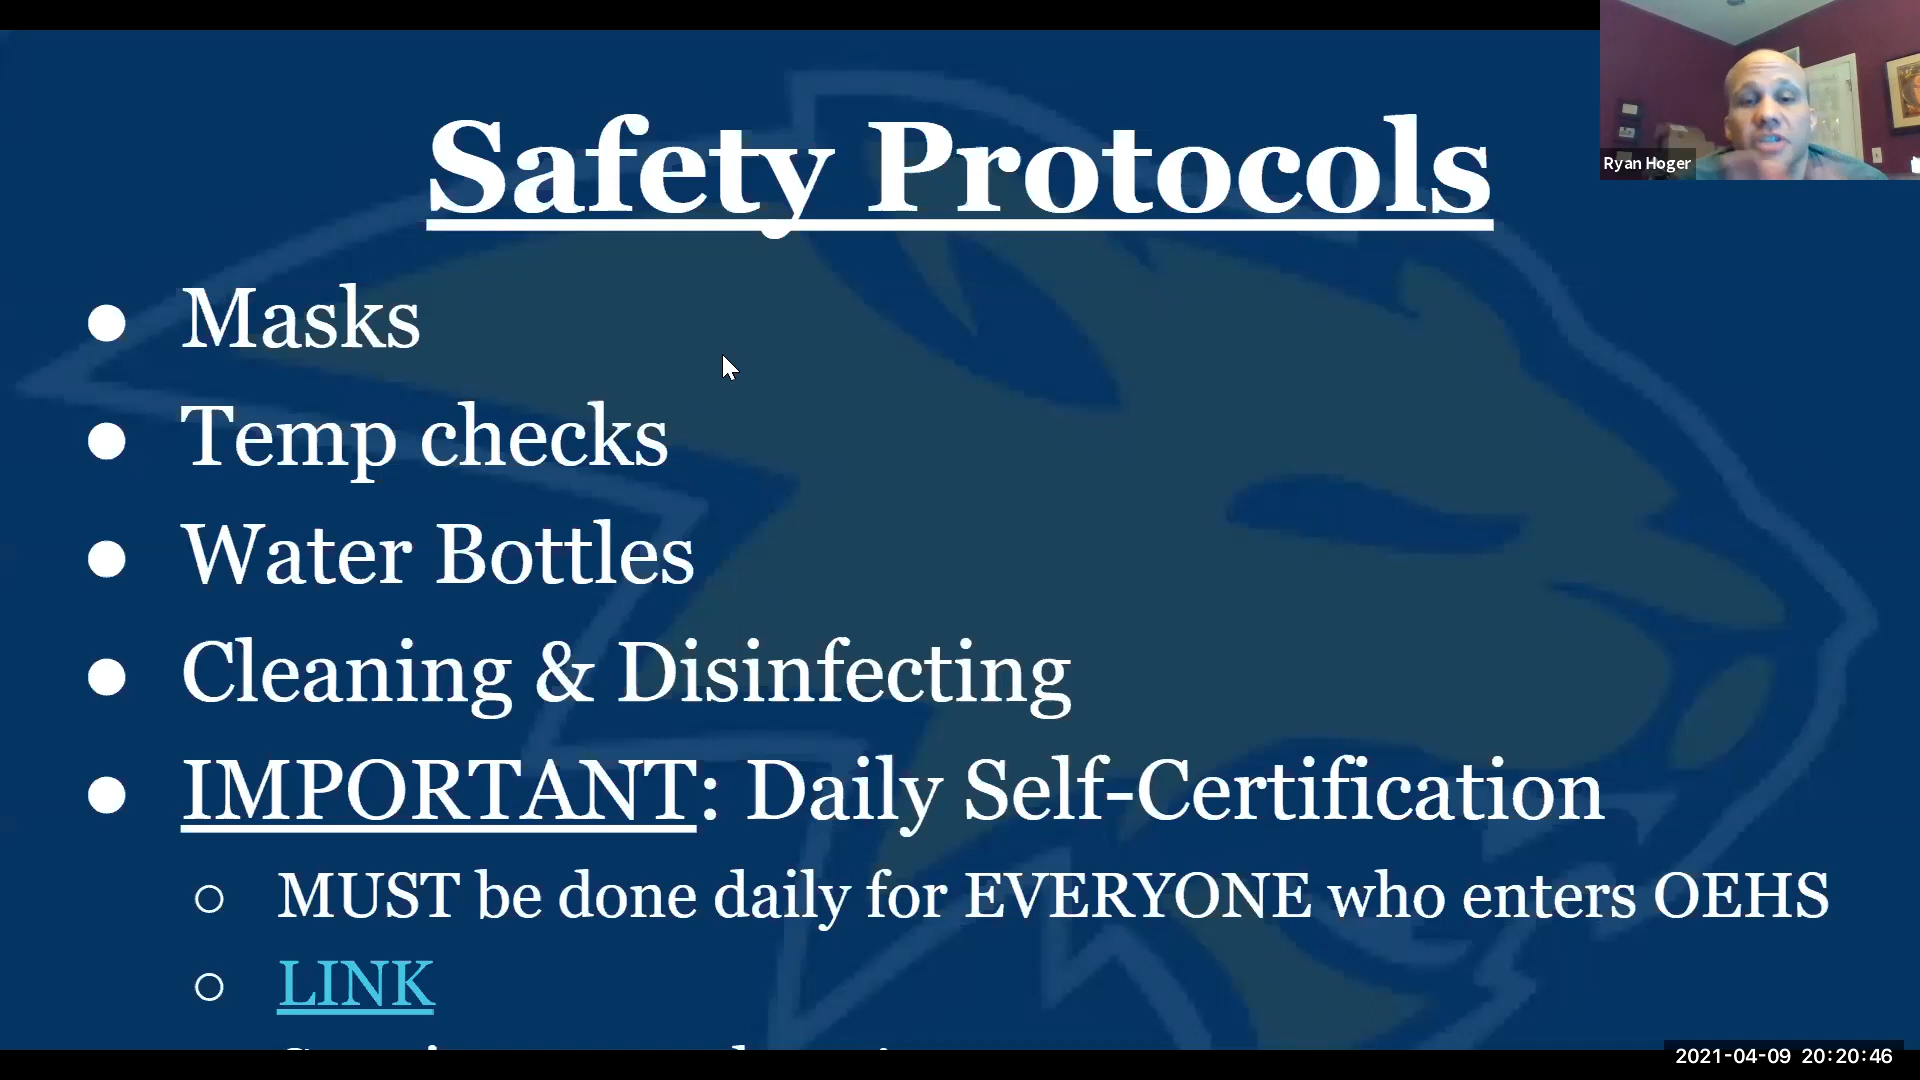 Safety Protocols
Ryan Hoger
● Masks
● Temp checks
● Water Bottles
● Cleaning & Disinfecting
● IMPORTANT: Daily Self-Certification
○ MUST be done daily for EVERYONE who enters OEHS
○ LINK
2021-04-09 20:20:46